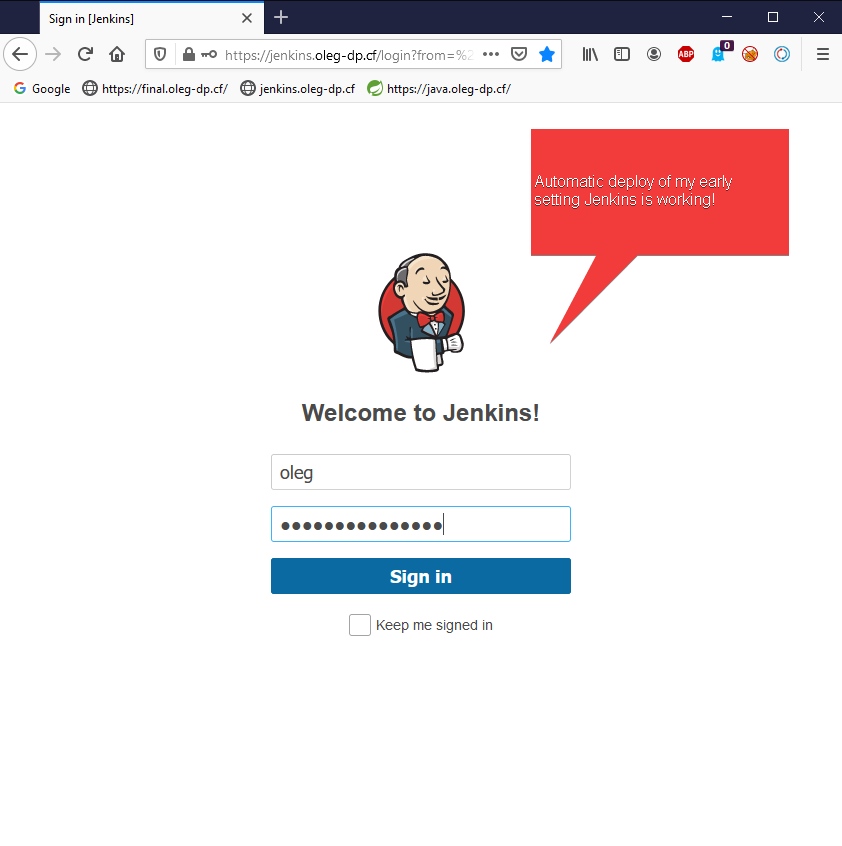 Sign in [Jenkins]
https://jenkins.oleg-dp.cf/login?from=%2
ABP
0
Google
https://final.oleg-dp.cf/
jenkins.oleg-dp.cf
https://java.oleg-dp.cf/
Automatic deploy of my early
setting Jenkins is working!
Welcome to Jenkins!
oleg
Sign in
Keep me signed in